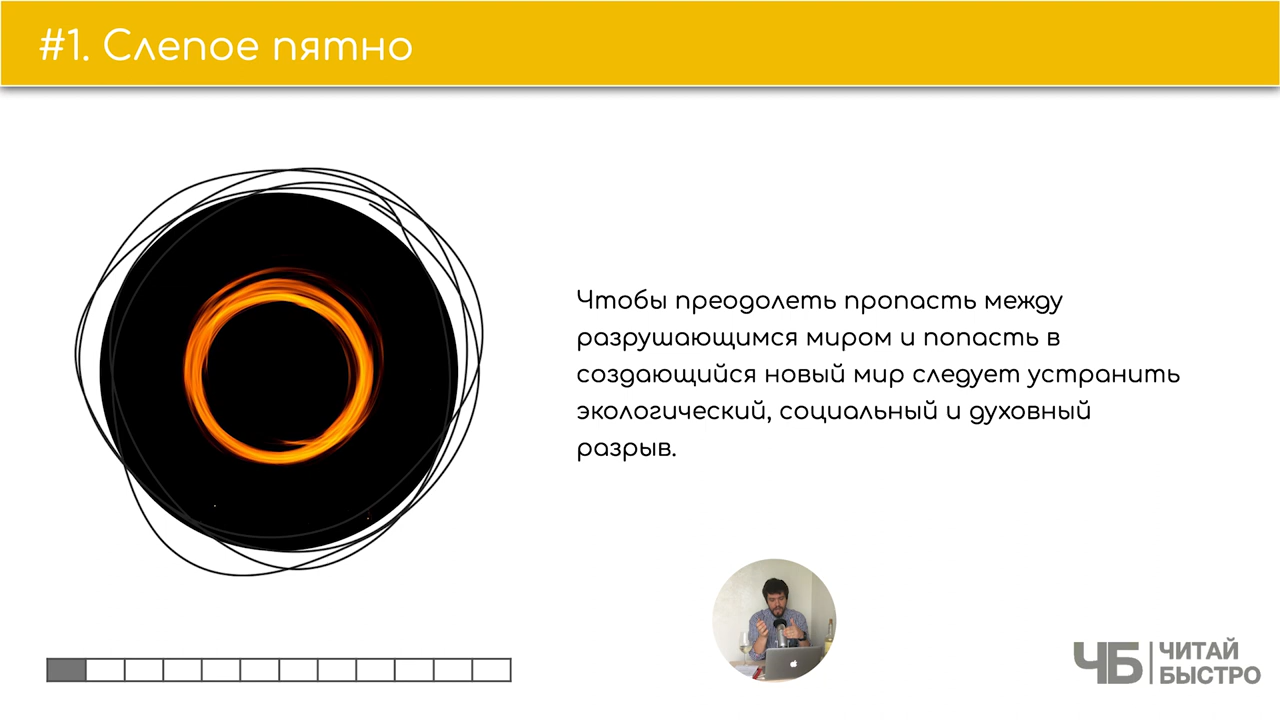 #1. Слепое пятно
Чтобы преодолеть пропасть между
разрушающимся миром и попасть в
создающийся новый мир следует устранить
экологический, социальный и духовный
разрыв.
ЧБ
ЧИТАЙ
БЫСТРО